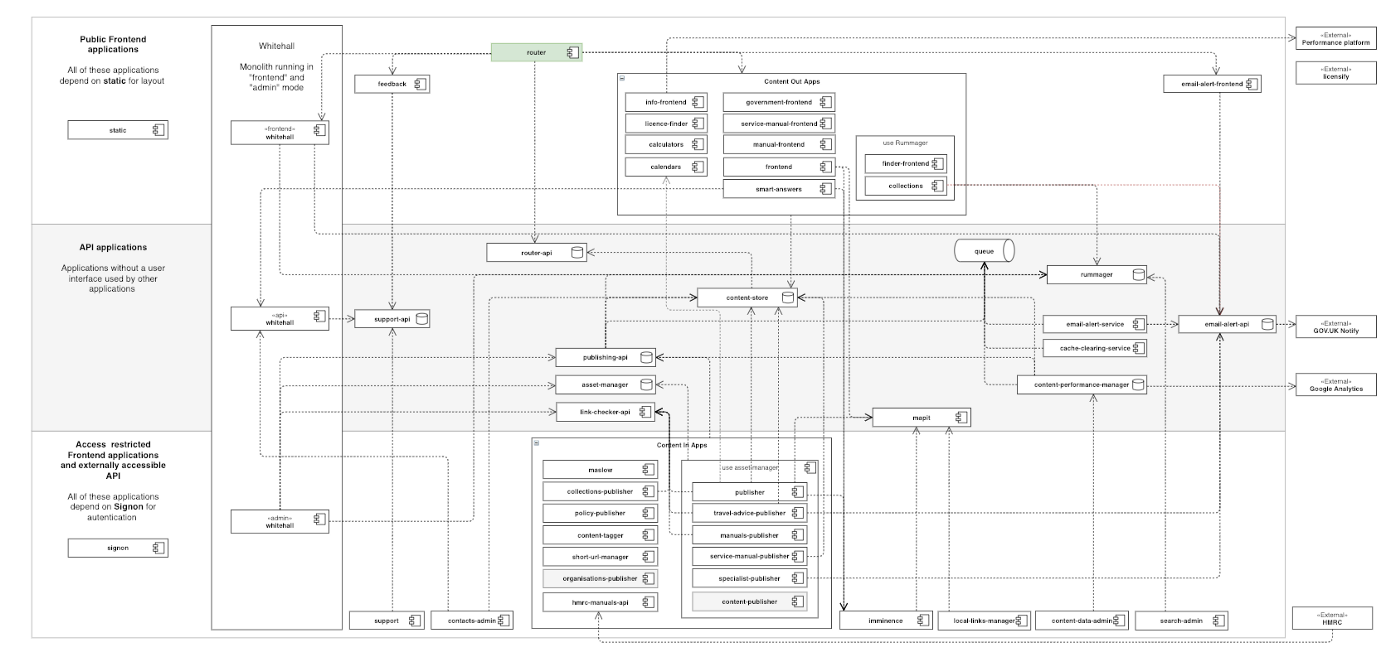 Public Frontend
applications
All of these applications
depend on static for layout
static
Whitehall
Monolith running in
"frontend" and
"admin" mode
«frontend»
whitehall
router
feedback
Content Out Apps
info-frontend
licence-finder
calculators
calendars
government-frontend
service-manual-frontend
manual-frontend
frontend
smart-answers
use Rummager
finder-frontend
collections
email-alert-frontend
«External»
Performance platform
«External»
licensify
API applications
Applications without a user
interface used by other
applications
«api»
whitehall
support-api
router-api
content-store
publishing-api
asset-manager
link-checker-api
queue
rummager
email-alert-service
cache-clearing-service
content-performance-manager
mapit
email-alert-api
«External»
GOV.UK Notify
«External»
Google Analytics
Access restricted
Frontend applications
and externally accessible
API
All of these applications
depend on Signon for
autentication
signon
«admin»
whitehall
support
contacts-admin
Content In Apps
maslow
collections-publisher
policy-publisher
content-tagger
short-url-manager
organisations-publisher
hmrc-manuals-api
use asset-manager
publisher
travel-advice-publisher
manuals-publisher
service-manual-publisher
specialist-publisher
content-publisher
imminence
local-links-manager
content-data-admin
search-admin
«External»
HMRC